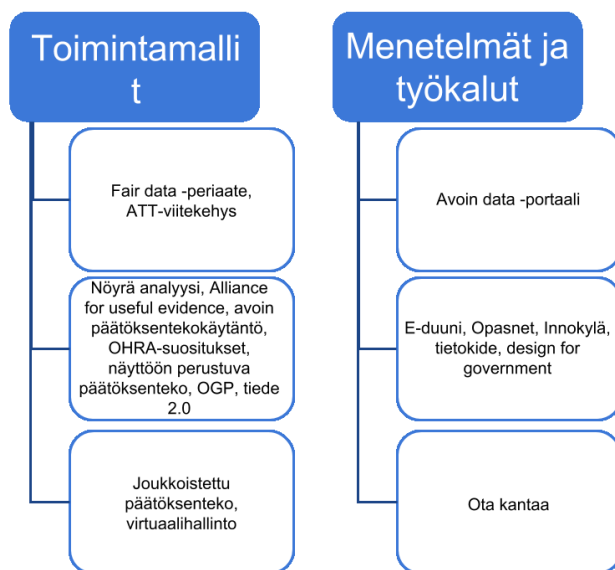 Toimintamalli
t
Fair data -periaate,
ATT-viitekehys
Nöyrä analyysi, Alliance
for useful evidence, avoin
päätöksentekokäytäntö,
OHRA-suositukset,
näyttöön perustuva
päätöksenteko, OGP, tiede
2.0
Joukkoistettu
päätöksenteko,
virtuaalihallinto
Menetelmät ja
työkalut
Avoin data -portaali
E-duuni, Opasnet, Innokylä,
tietokide, design for
government
Ota kantaa